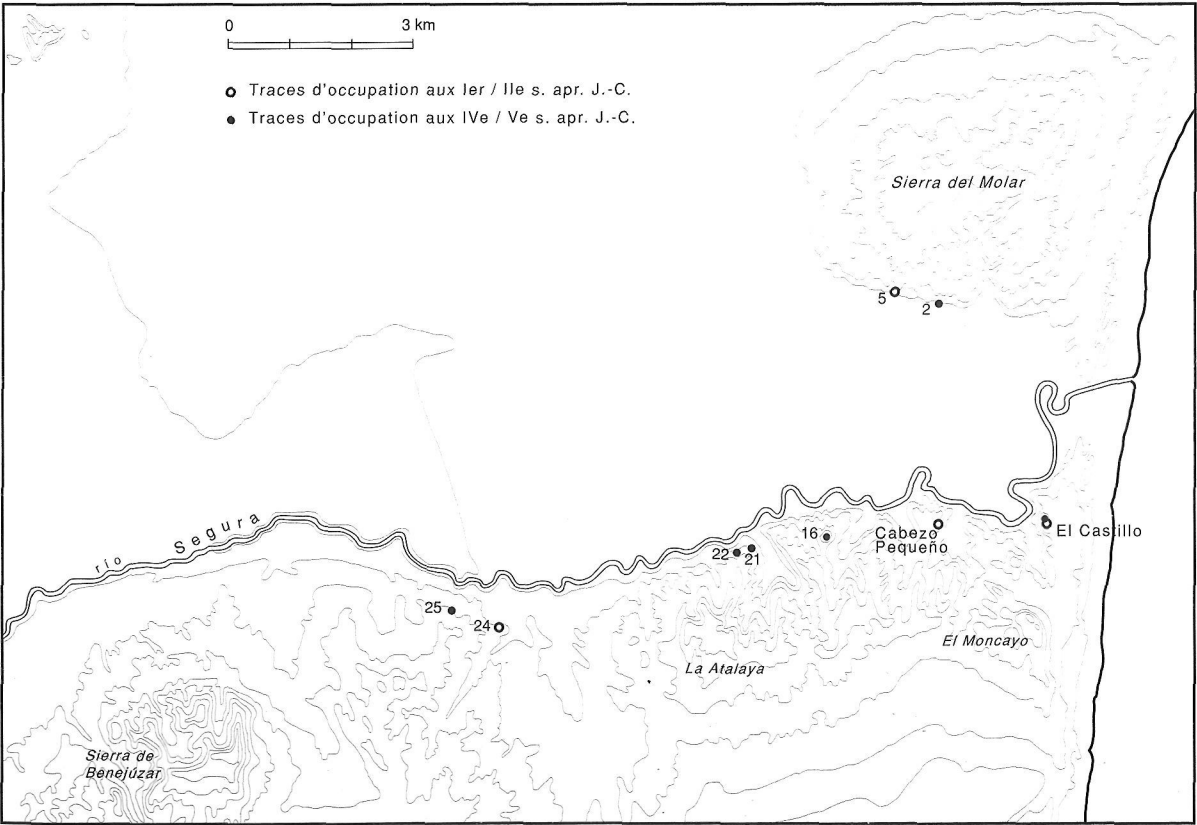 0 3 km
Traces d'occupation aux Ier / IIe s. apr. J.-C.
Traces d'occupation aux IVe / Ve s. apr. J.-C.
Sierra del Molar
5
2
río Segura
16
Cabezo
Pequeño
El Castillo
22
21
25
24
El Moncayo
La Atalaya
Sierra de
Benejúzar